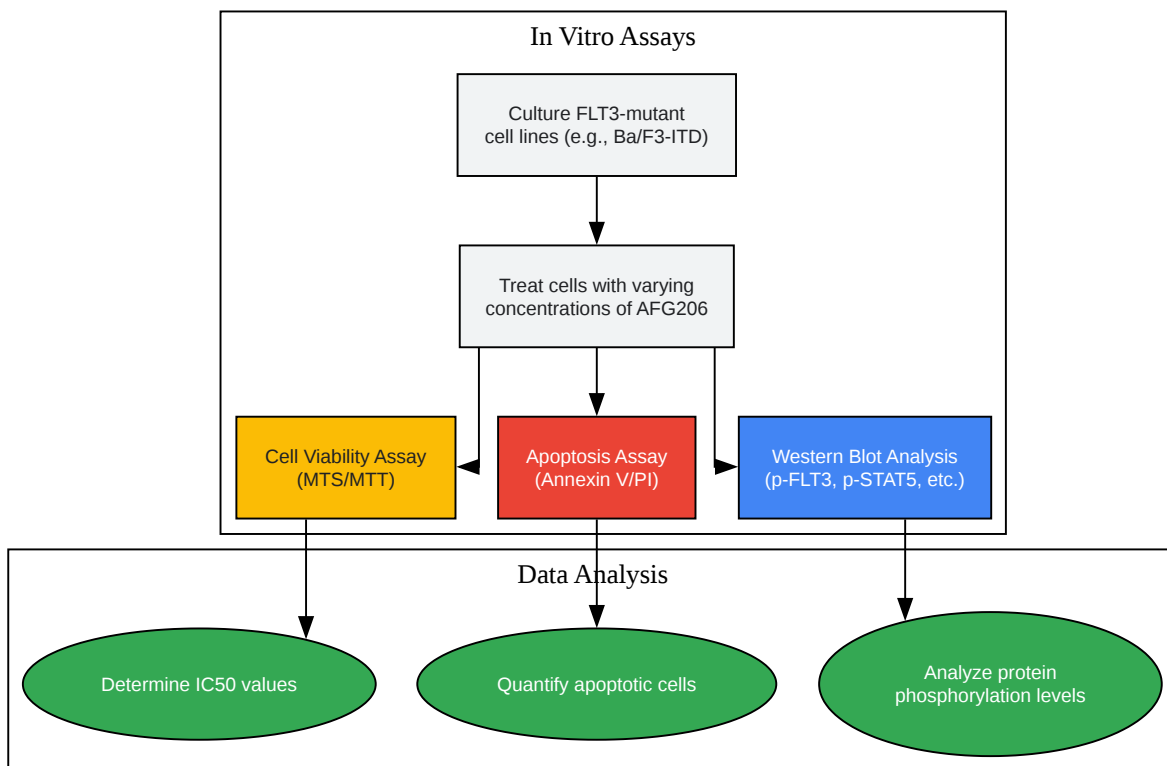 In Vitro Assays
Culture FLT3-mutant
cell lines (e.g., Ba/F3-ITD)
Treat cells with varying
concentrations of AFG206
Cell Viability Assay
(MTS/MTT)
Apoptosis Assay
(Annexin V/PI)
Western Blot Analysis
(p-FLT3, p-STAT5, etc.)
Data Analysis
Determine IC50 values
Quantify apoptotic cells
Analyze protein
phosphorylation levels